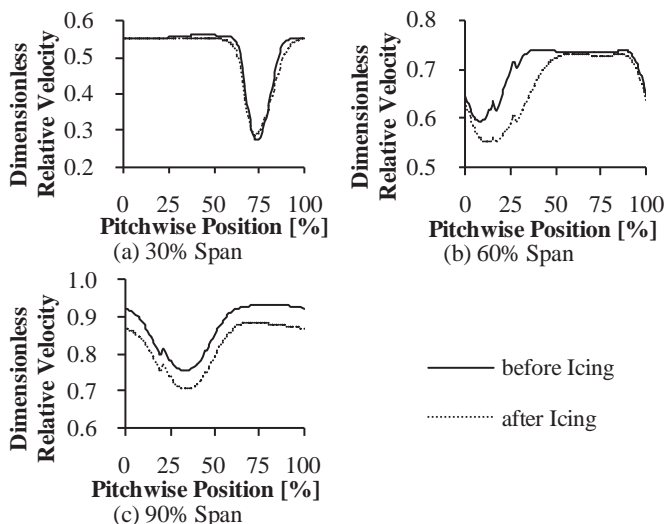 Dimensionless
Relative Velocity
0.6
0.5
0.4
0.3
0.2
0 25 50 75 100
Pitchwise Position [%]
(a) 30% Span
Dimensionless
Relative Velocity
0.8
0.7
0.6
0.5
0 25 50 75 100
Pitchwise Position [%]
(b) 60% Span
Dimensionless
Relative Velocity
1.0
0.9
0.8
0.7
0.6
0 25 50 75 100
Pitchwise Position [%]
(c) 90% Span
before Icing
after Icing